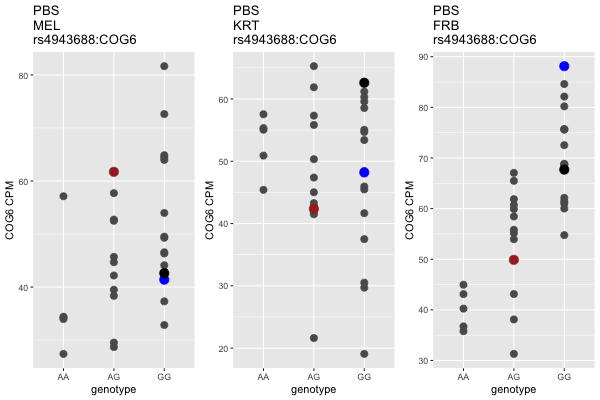 PBS
MEL
rs4943688:COG6
80
60
40
COG6 CPM
AA AG GG
genotype
PBS
KRT
rs4943688:COG6
60
50
40
30
20
COG6 CPM
AA AG GG
genotype
PBS
FRB
rs4943688:COG6
90
80
70
60
50
40
30
COG6 CPM
AA AG GG
genotype